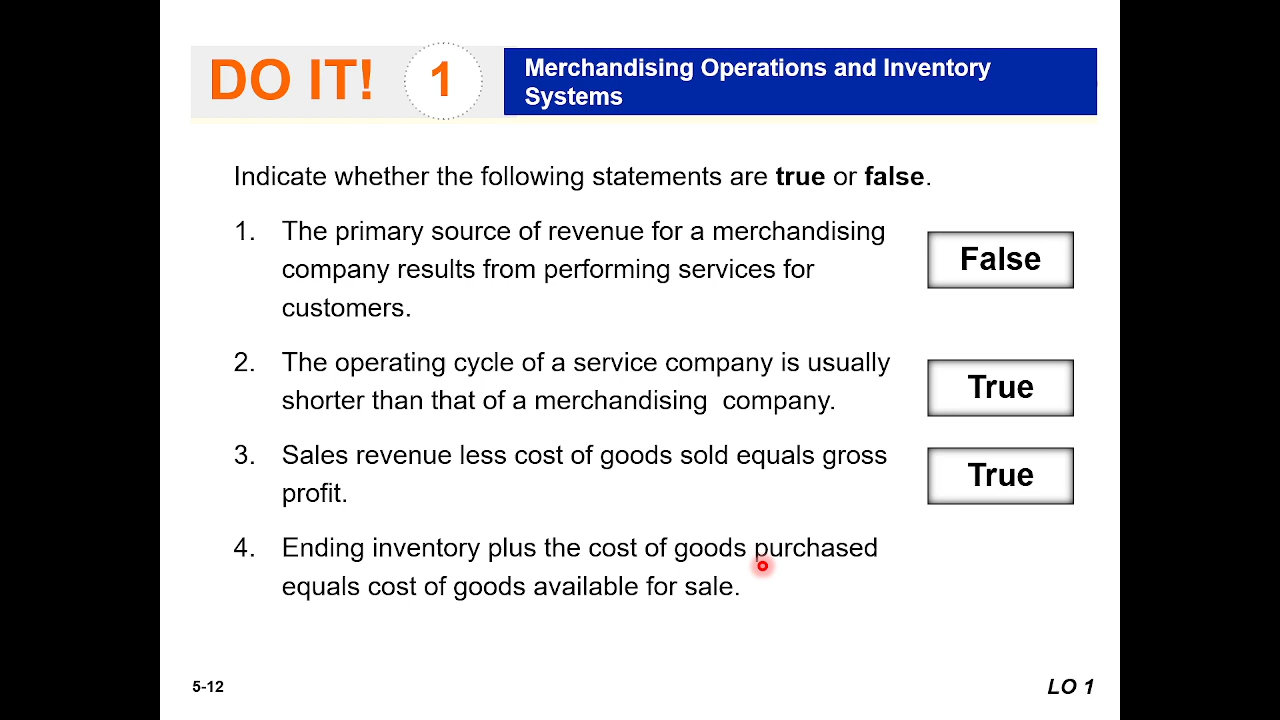 DO IT! 1
Merchandising Operations and Inventory
Systems
Indicate whether the following statements are true or false.
1. The primary source of revenue for a merchandising
company results from performing services for
customers.
False
2. The operating cycle of a service company is usually
shorter than that of a merchandising company.
True
3. Sales revenue less cost of goods sold equals gross
profit.
True
4. Ending inventory plus the cost of goods purchased
equals cost of goods available for sale.
5-12
LO 1